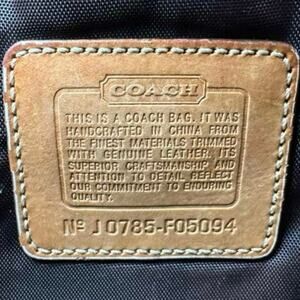 COACH
THIS IS A COACH BAG. IT WAS
HANDCRAFTED IN CHINA FROM
THE FINEST MATERIALS TRIMMED
WITH GENUINE LEATHER. ITS
SUPERIOR CRAFTSMANSHIP AND
ATTENTION TO DETAIL REFLECT
OUR COMMITMENT TO ENDURING
QUALITY.
Nº J0785-F05094